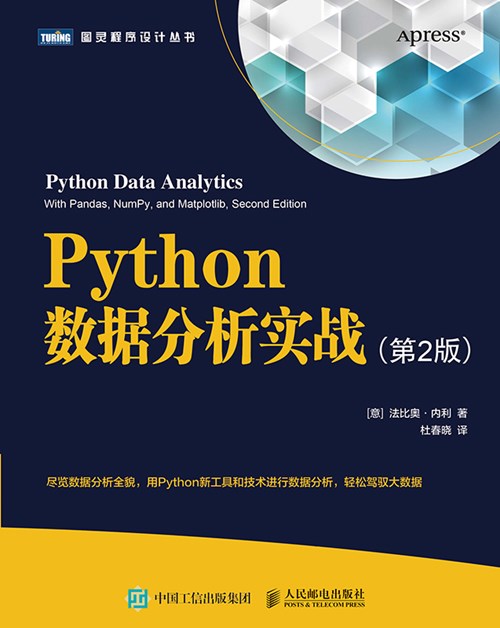 TURING 图灵程序设计丛书
Apress®
Python Data Analytics
With Pandas, NumPy, and Matplotlib, Second Edition
Python
数据分析实战(第2版)
[意] 法比奥·内利 著
杜春晓 译
尽览数据分析全貌，用Python新工具和技术进行数据分析，轻松驾驭大数据
中国工信出版集团
人民邮电出版社
POSTS & TELECOM PRESS